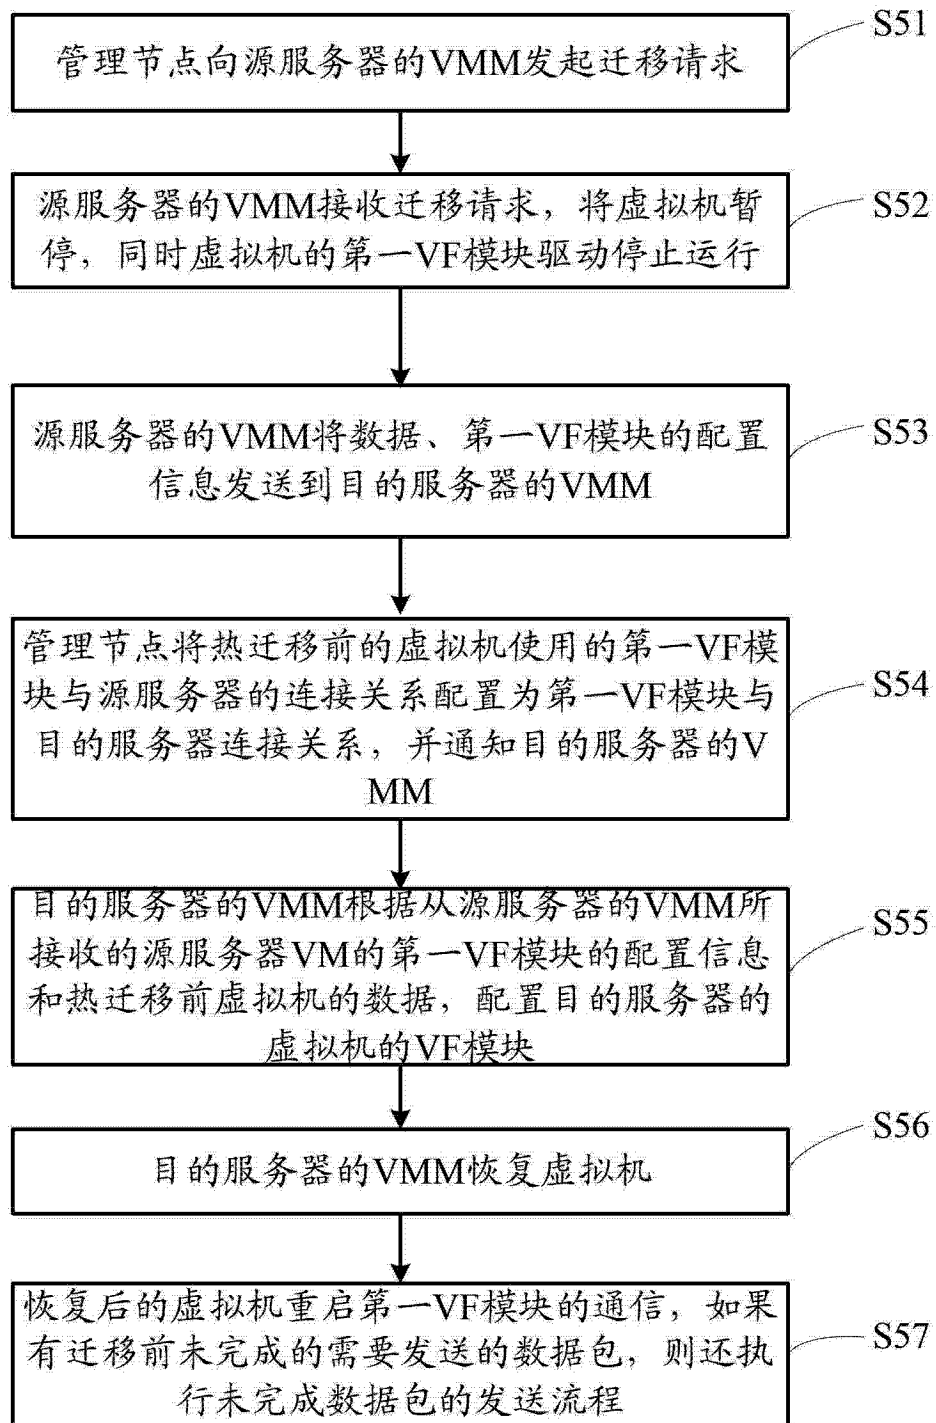 S51
管理节点向源服务器的VMM发起迁移请求
S52
源服务器的VMM接收迁移请求，将虚拟机暂
停，同时虚拟机的第一VF模块驱动停止运行
S53
源服务器的VMM将数据、第一VF模块的配置
信息发送到目的服务器的VMM
S54
管理节点将热迁移前的虚拟机使用的第一VF模
块与源服务器的连接关系配置为第一VF模块与
目的服务器连接关系，并通知目的服务器的V
MM
S55
目的服务器的VMM根据从源服务器的VMM所
接收的源服务器VM的第一VF模块的配置信息
和热迁移前虚拟机的数据，配置目的服务器的
虚拟机的VF模块
S56
目的服务器的VMM恢复虚拟机
S57
恢复后的虚拟机重启第一VF模块的通信，如果
有迁移前未完成的需要发送的数据包，则还执
行未完成数据包的发送流程